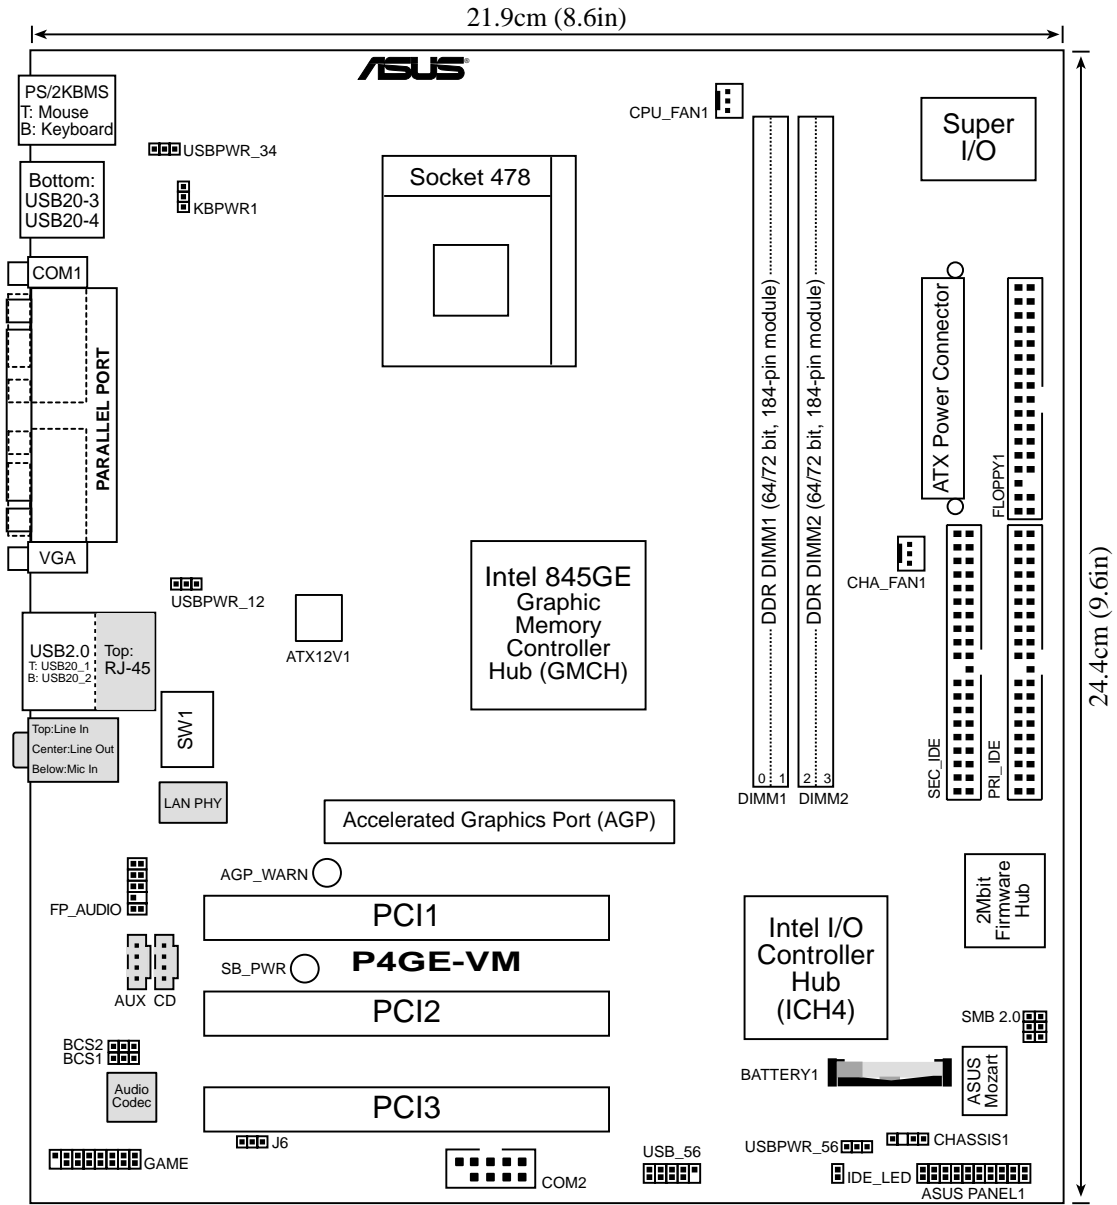 21.9cm (8.6in)
ASUS
PS/2KBMS
T: Mouse
B: Keyboard
CPU_FAN1
Super
I/O
USBPWR_34
Socket 478
Bottom:
USB20-3
USB20-4
KBPWR1
COM1
PARALLEL PORT
DDR DIMM1 (64/72 bit, 184-pin module)
DDR DIMM2 (64/72 bit, 184-pin module)
ATX Power Connector
FLOPPY1
24.4cm (9.6in)
VGA
USBPWR_12
ATX12V1
Intel 845GE
Graphic
Memory
Controller
Hub (GMCH)
CHA_FAN1
USB2.0
T: USB20_1
B: USB20_2
Top:
RJ-45
SW1
Top:Line In
Center:Line Out
Below:Mic In
SEC_IDE
PRI_IDE
0 1
2 3
DIMM1
DIMM2
LAN PHY
Accelerated Graphics Port (AGP)
AGP_WARN
FP_AUDIO
PCI1
2Mbit
Firmware
Hub
Intel I/O
Controller
Hub
(ICH4)
P4GE-VM
SB_PWR
AUX CD
PCI2
SMB 2.0
BCS2
BCS1
BATTERY1
ASUS
Mozart
Audio
Codec
PCI3
J6
GAME
COM2
USB_56
USBPWR_56
CHASSIS1
IDE_LED
ASUS PANEL1